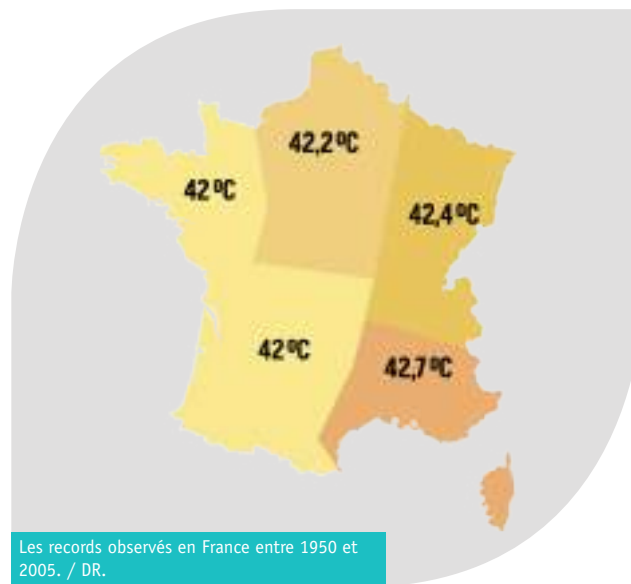 42,2ºC
42ºC
42,4ºC
42ºC
42,7ºC
Les records observés en France entre 1950 et
2005. / DR.